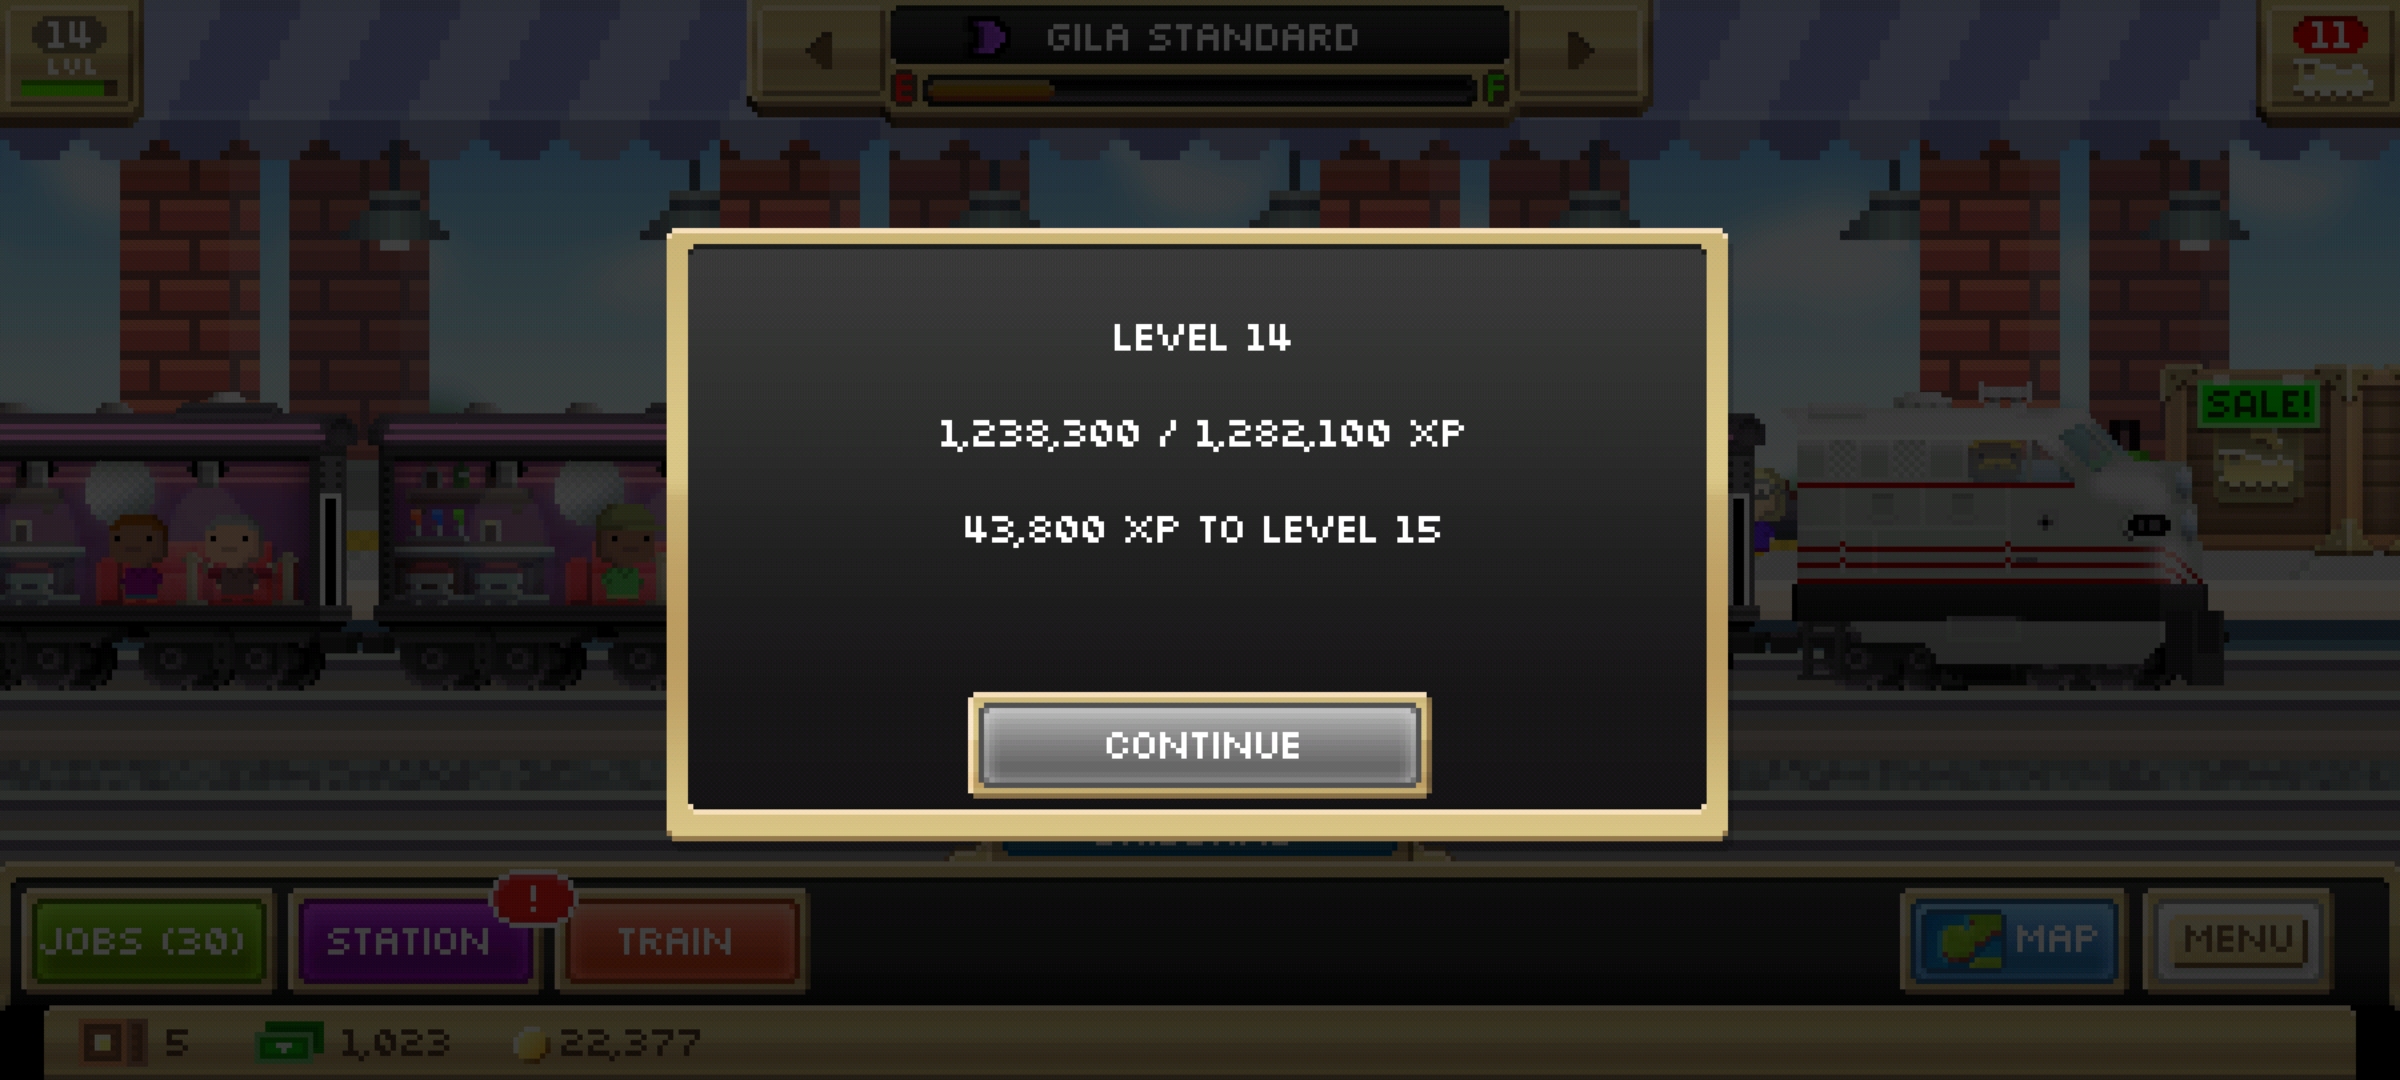 14
LVL
GILA STANDARD
E
F
11
SALE!
LEVEL 14
1,238,300 / 1,282,100 XP
43,800 XP TO LEVEL 15
CONTINUE
JOBS (30)
STATION
!
TRAIN
MAP
MENU
5
1,023
22,377